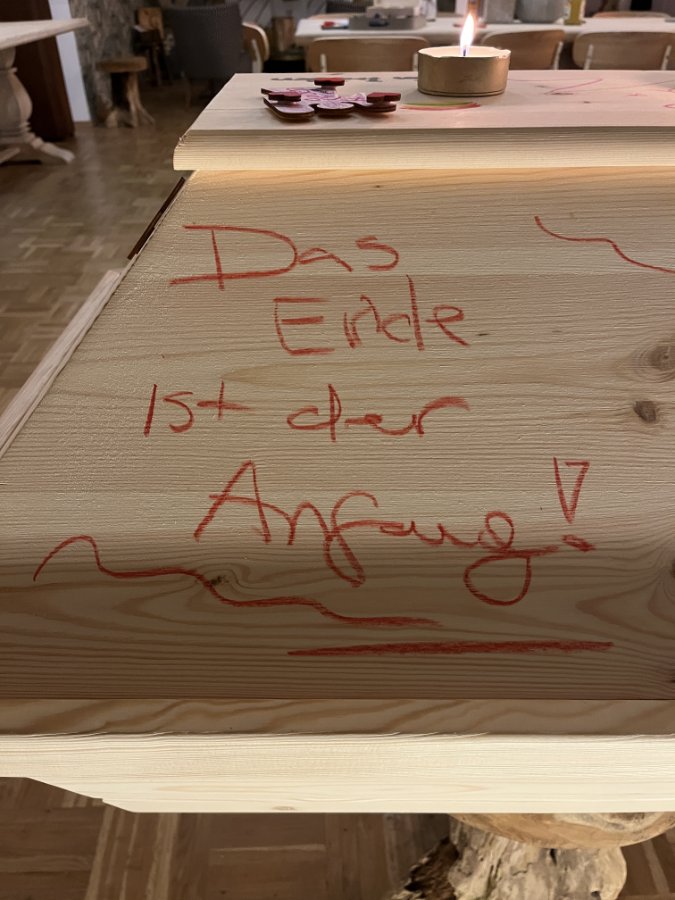 Das
Ende
ist der
Anfang!